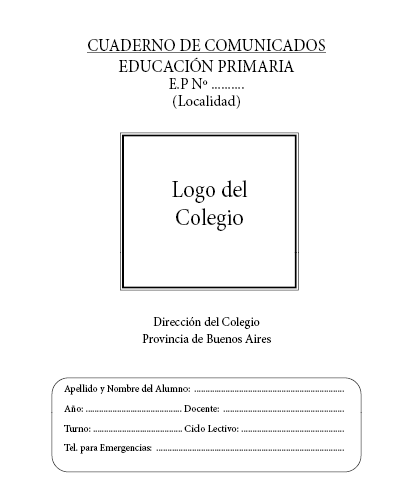 CUADERNO DE COMUNICADOS
EDUCACIÓN PRIMARIA
E.P Nº ..........
(Localidad)
Logo del
Colegio
Dirección del Colegio
Provincia de Buenos Aires
Apellido y Nombre del Alumno: ......................................................
Año: ................................... Docente: ............................................
Turno: ................................ Ciclo Lectivo: .....................................
Tel. para Emergencias: ....................................................................